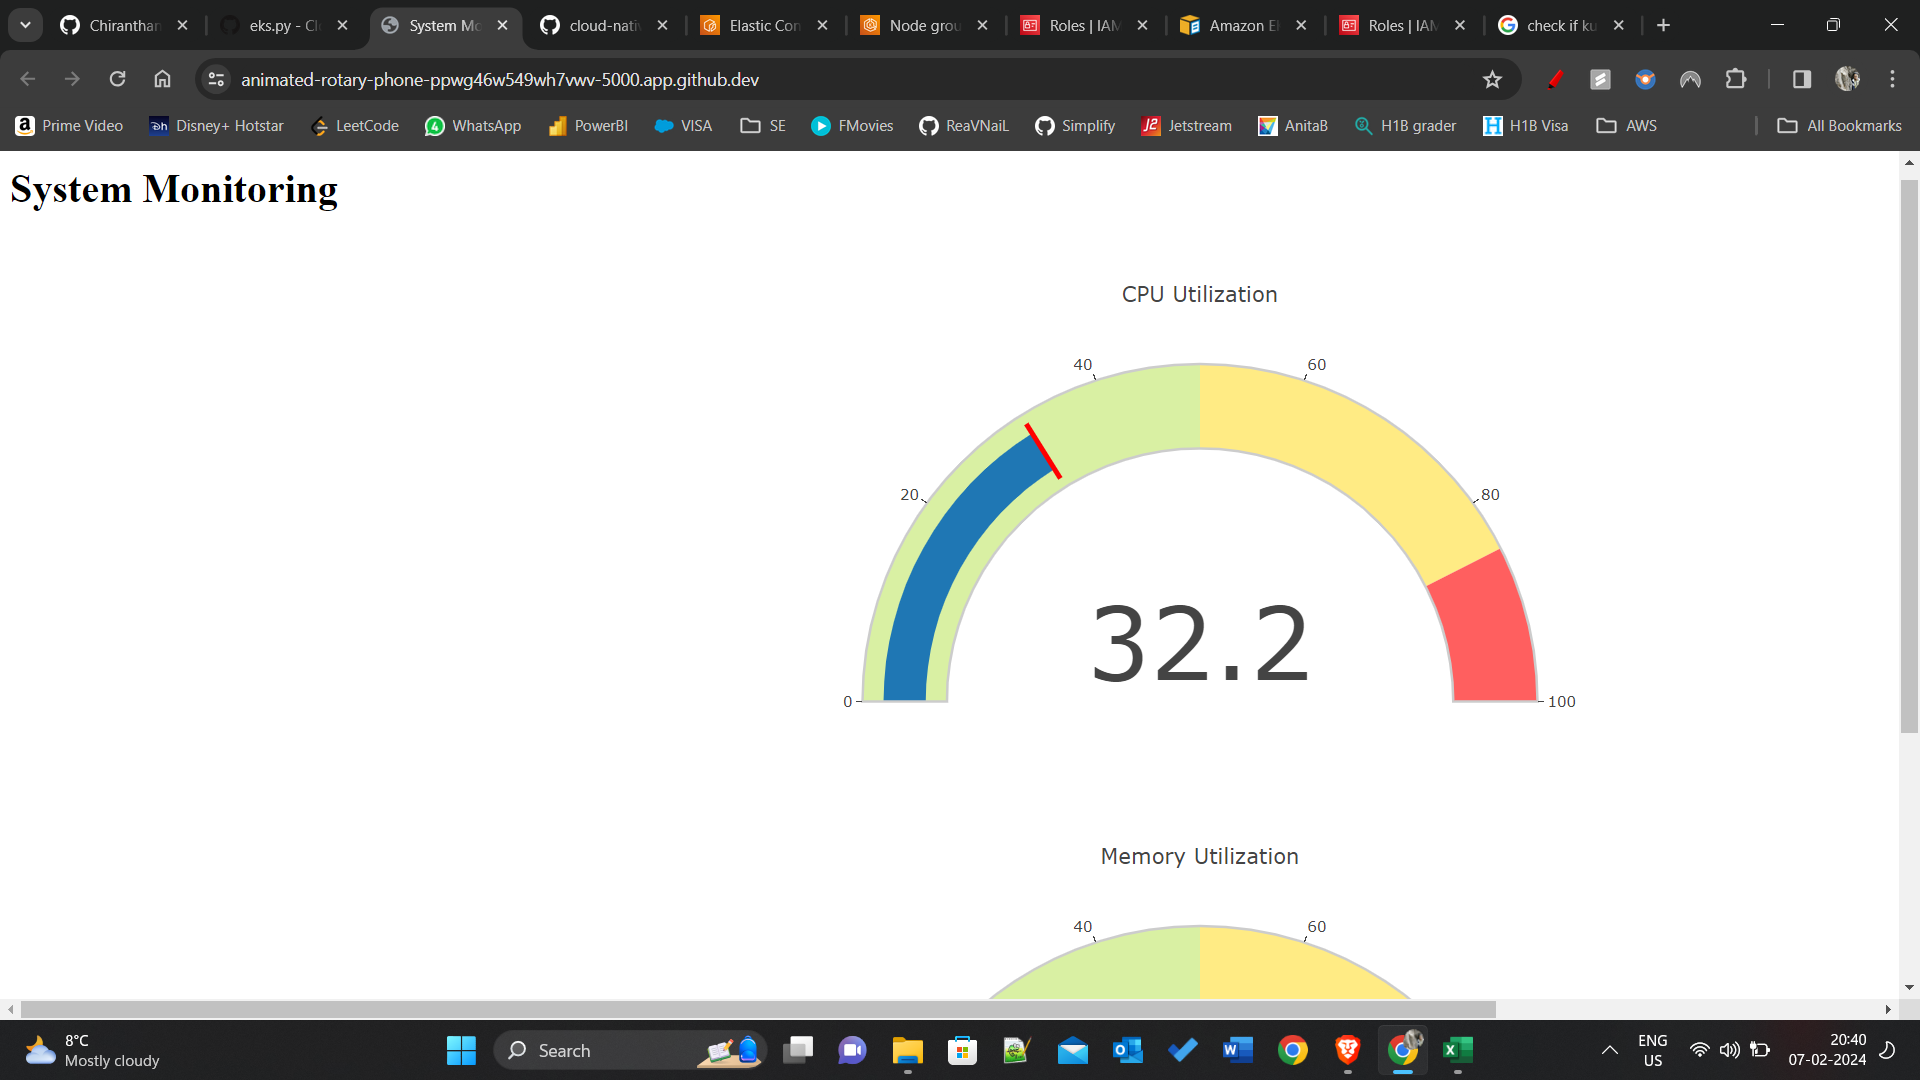 Chiranthan
eks.py - Cl
System Mo
cloud-nativ
Elastic Con
Node grou
Roles | IAM
Amazon E
Roles | IAM
check if ku
animated-rotary-phone-ppwg46w549wh7vwv-5000.app.github.dev
Prime Video
Disney+ Hotstar
LeetCode
WhatsApp
PowerBI
VISA
SE
FMovies
ReaVNaiL
Simplify
Jetstream
AnitaB
H1B grader
H1B Visa
AWS
All Bookmarks
System Monitoring
CPU Utilization
40
60
20
80
32.2
0
100
Memory Utilization
40
60
8°C
Mostly cloudy
Search
ENG
US
20:40
07-02-2024